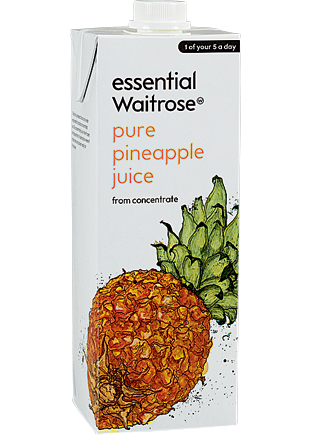 1 of your 5 a day
essential
Waitrose
pure
pineapple
juice
from concentrate